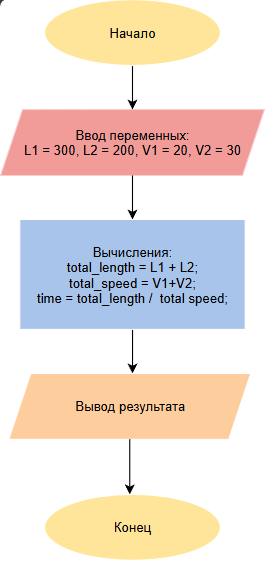 Начало
Ввод переменных:
L1 = 300, L2 = 200, V1 = 20, V2 = 30
Вычисления:
total_length = L1 + L2;
total_speed = V1+V2;
time = total_length / total speed;
Вывод результата
Конец